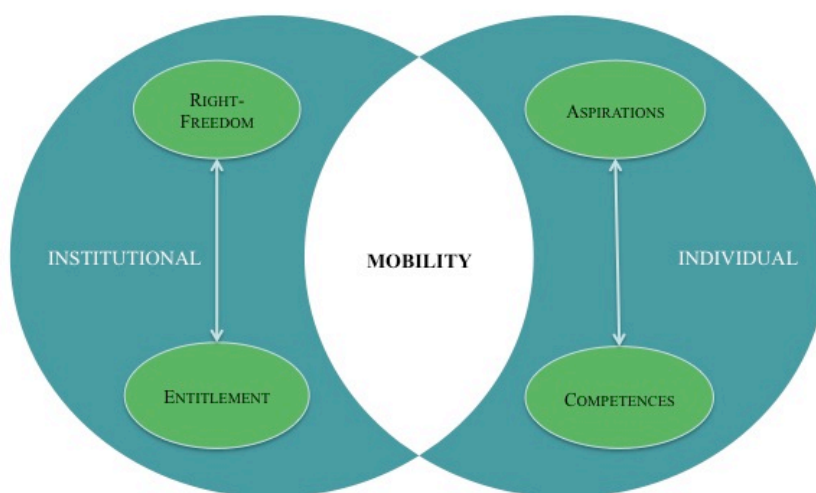 RIGHT-
FREEDOM
ASPIRATIONS
INSTITUTIONAL
MOBILITY
INDIVIDUAL
ENTITLEMENT
COMPETENCES